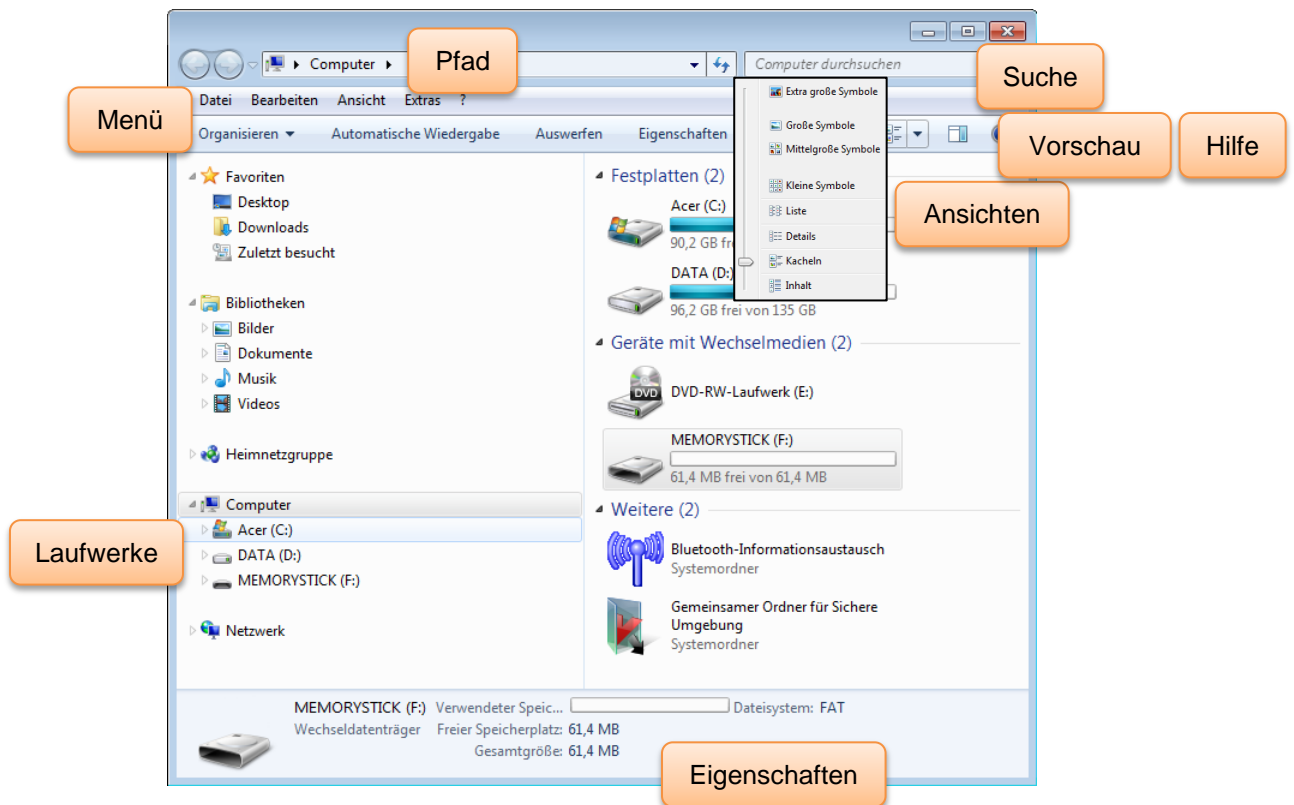 Pfad
Computer
Computer durchsuchen
Suche
Menü
Datei Bearbeiten Ansicht Extras ?
Organisieren Automatische Wiedergabe Auswerfen Eigenschaften
Vorschau
Hilfe
Extra große Symbole
Große Symbole
Mittelgroße Symbole
Kleine Symbole
Liste
Details
Kacheln
Inhalt
Ansichten
Favoriten
Desktop
Downloads
Zuletzt besucht
Bibliotheken
Bilder
Dokumente
Musik
Videos
Heimnetzgruppe
Computer
Acer (C:)
DATA (D:)
MEMORYSTICK (F:)
Netzwerk
Laufwerke
Festplatten (2)
Acer (C:)
90,2 GB
DATA (D:)
96,2 GB frei von 135 GB
Geräte mit Wechselmedien (2)
DVD
DVD-RW-Laufwerk (E:)
MEMORYSTICK (F:)
61,4 MB frei von 61,4 MB
Weitere (2)
Bluetooth-Informationsaustausch
Systemordner
Gemeinsamer Ordner für Sichere
Umgebung
Systemordner
MEMORYSTICK (F:) Verwendeter Speic... Dateisystem: FAT
Wechseldatenträger Freier Speicherplatz: 61,4 MB
Gesamtgröße: 61,4 MB
Eigenschaften